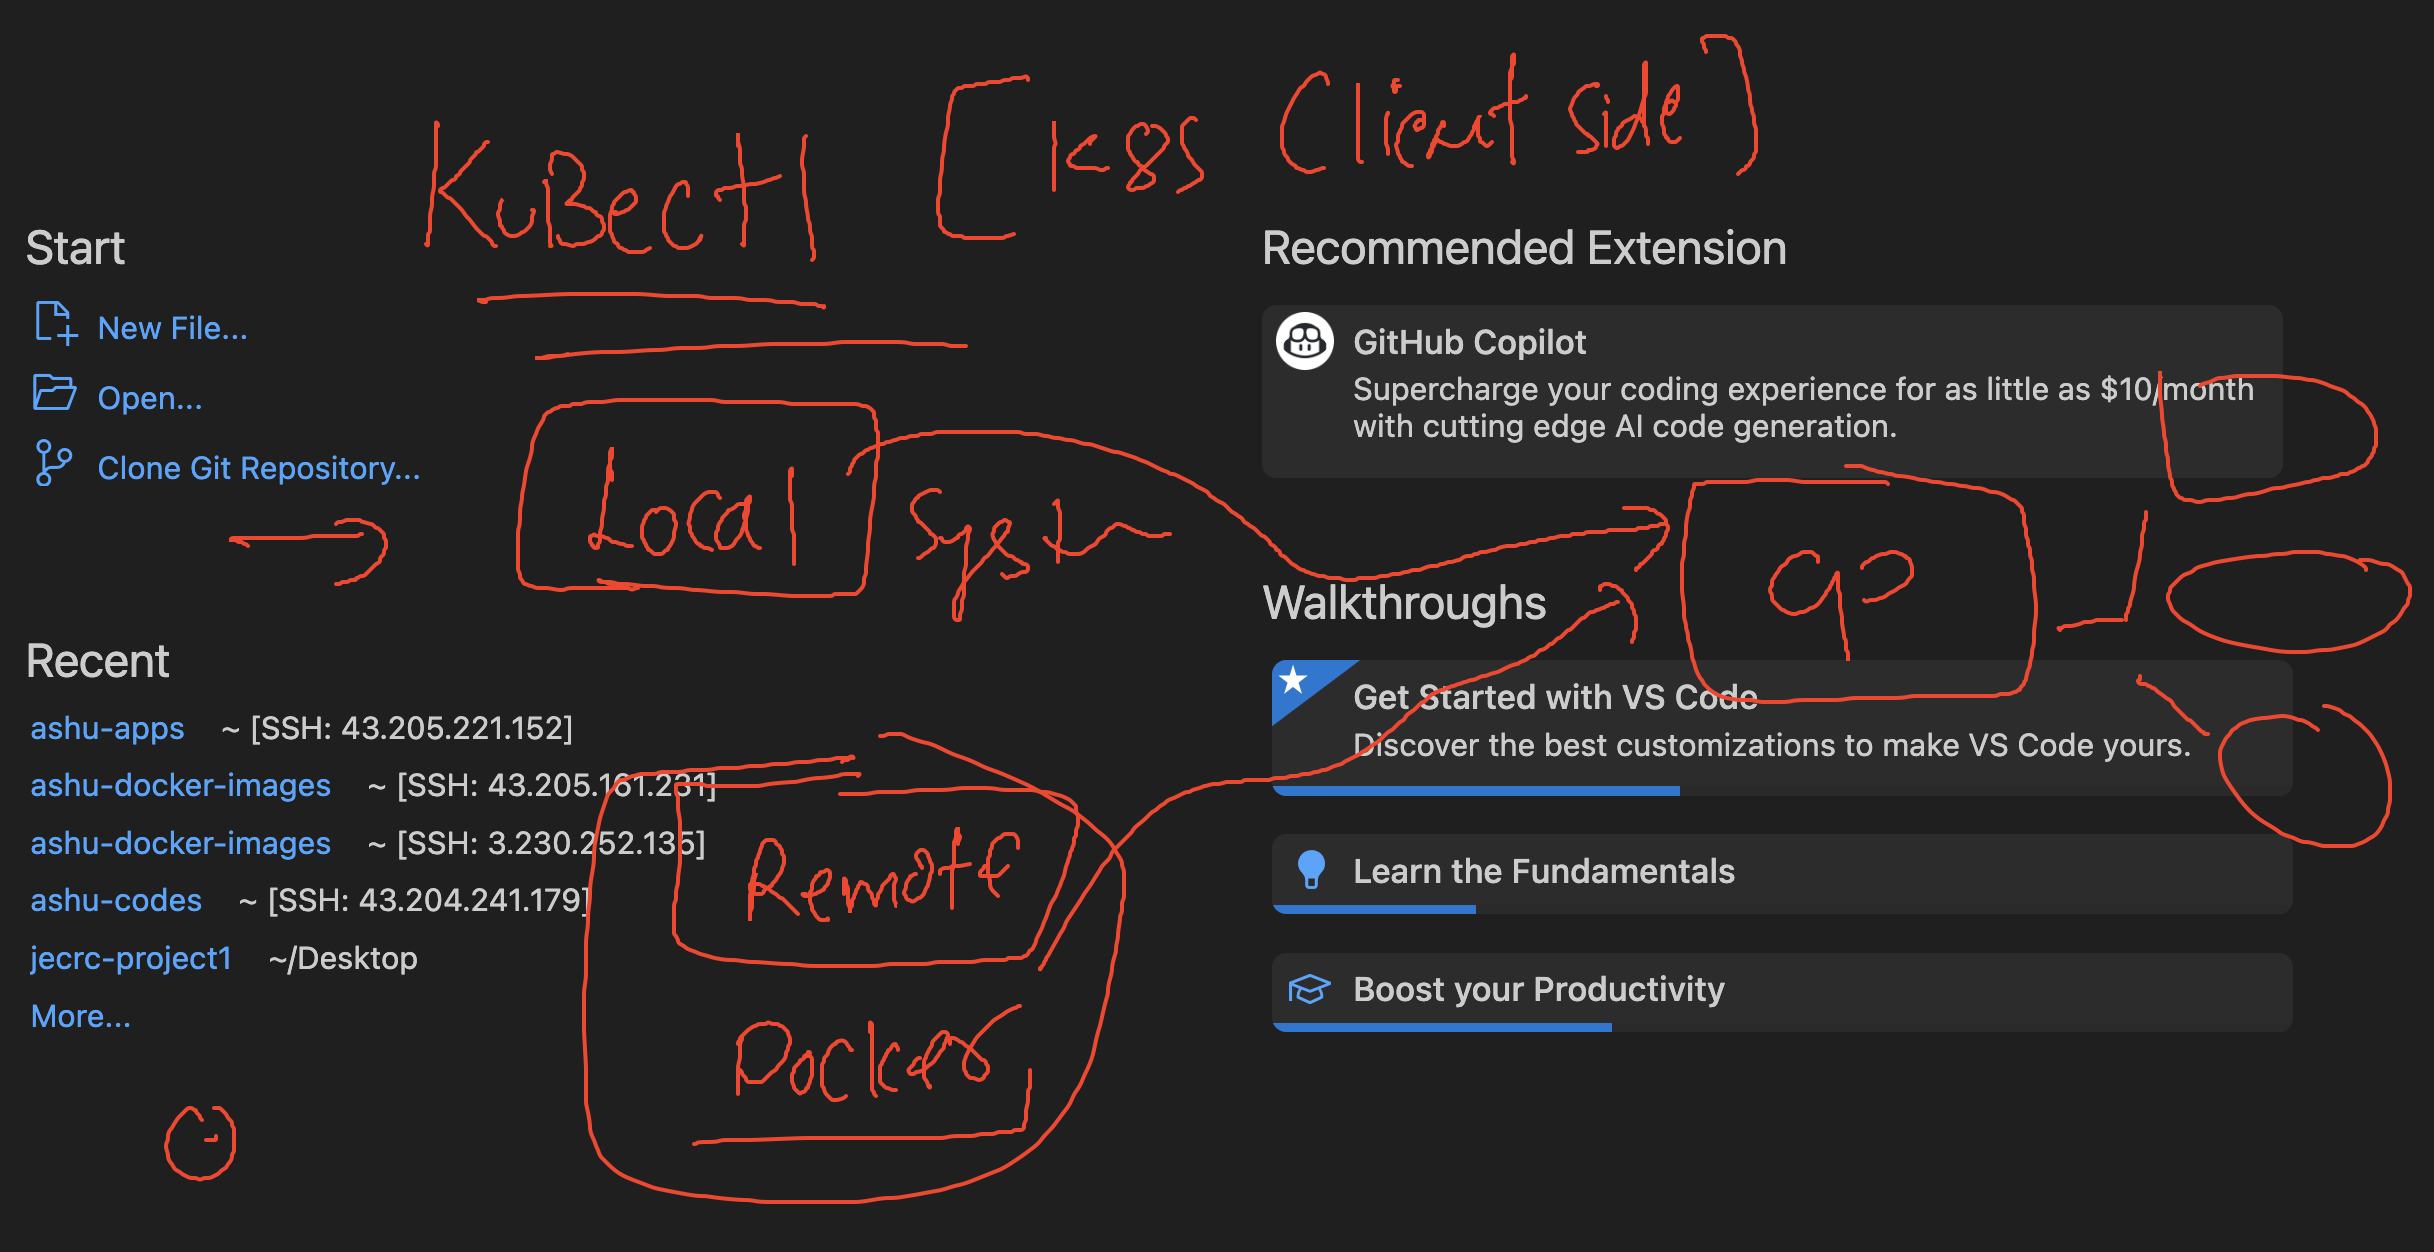 KuBectl [k8s Client side]
Start
New File...
Open...
Clone Git Repository...
Local System
Recent
ashu-apps ~ [SSH: 43.205.221.152]
ashu-docker-images ~ [SSH: 43.205.161.231]
ashu-docker-images ~ [SSH: 3.230.252.135]
ashu-codes ~ [SSH: 43.204.241.179]
jecrc-project1 ~/Desktop
More...
Remote
Docker
Recommended Extension
GitHub Copilot
Supercharge your coding experience for as little as $10/month
with cutting edge AI code generation.
cp
Walkthroughs
Get Started with VS Code
Discover the best customizations to make VS Code yours.
Learn the Fundamentals
Boost your Productivity